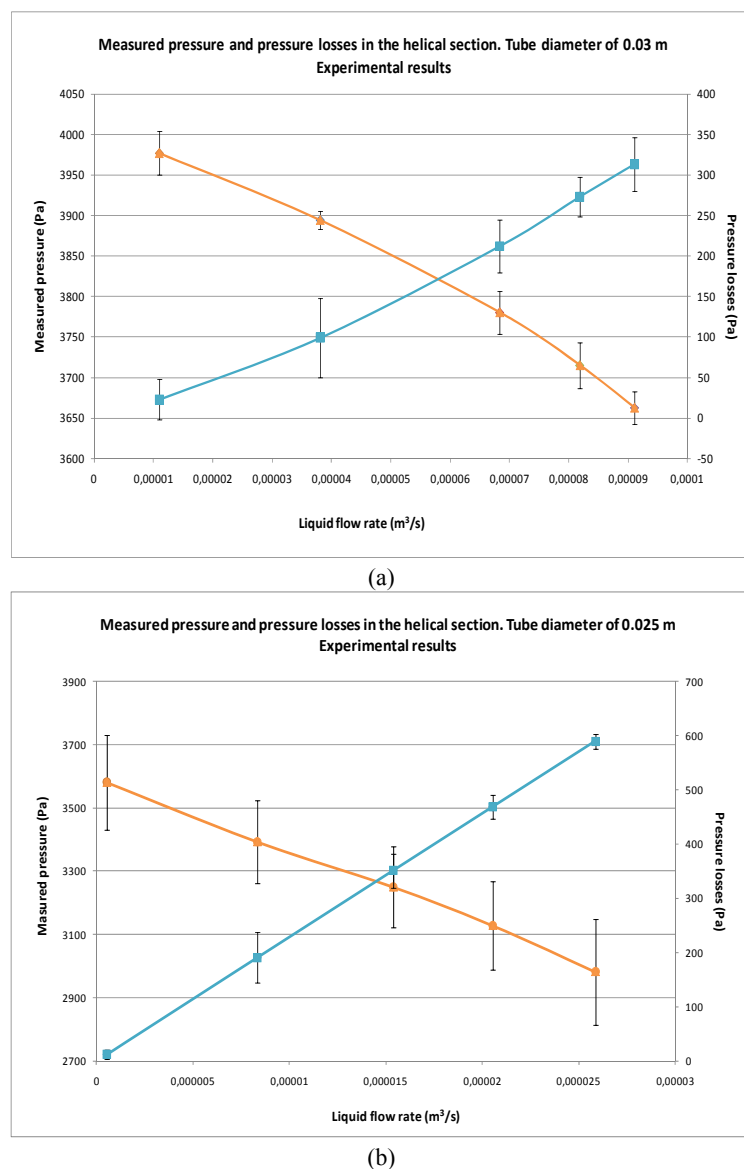 Measured pressure and pressure losses in the helical section. Tube diameter of 0.03 m
Experimental results
4050
4000
3950
3900
3850
3800
3750
3700
3650
3600
Measured pressure (Pa)
400
350
300
250
200
150
100
50
0
-50
Pressure losses (Pa)
0 0,00001 0,00002 0,00003 0,00004 0,00005 0,00006 0,00007 0,00008 0,00009 0,0001
Liquid flow rate (m³/s)
(a)
Measured pressure and pressure losses in the helical section. Tube diameter of 0.025 m
Experimental results
3900
3700
3500
3300
3100
2900
2700
Masured pressure (Pa)
700
600
500
400
300
200
100
0
Pressure losses (Pa)
0 0,000005 0,00001 0,000015 0,00002 0,000025 0,00003
Liquid flow rate (m³/s)
(b)